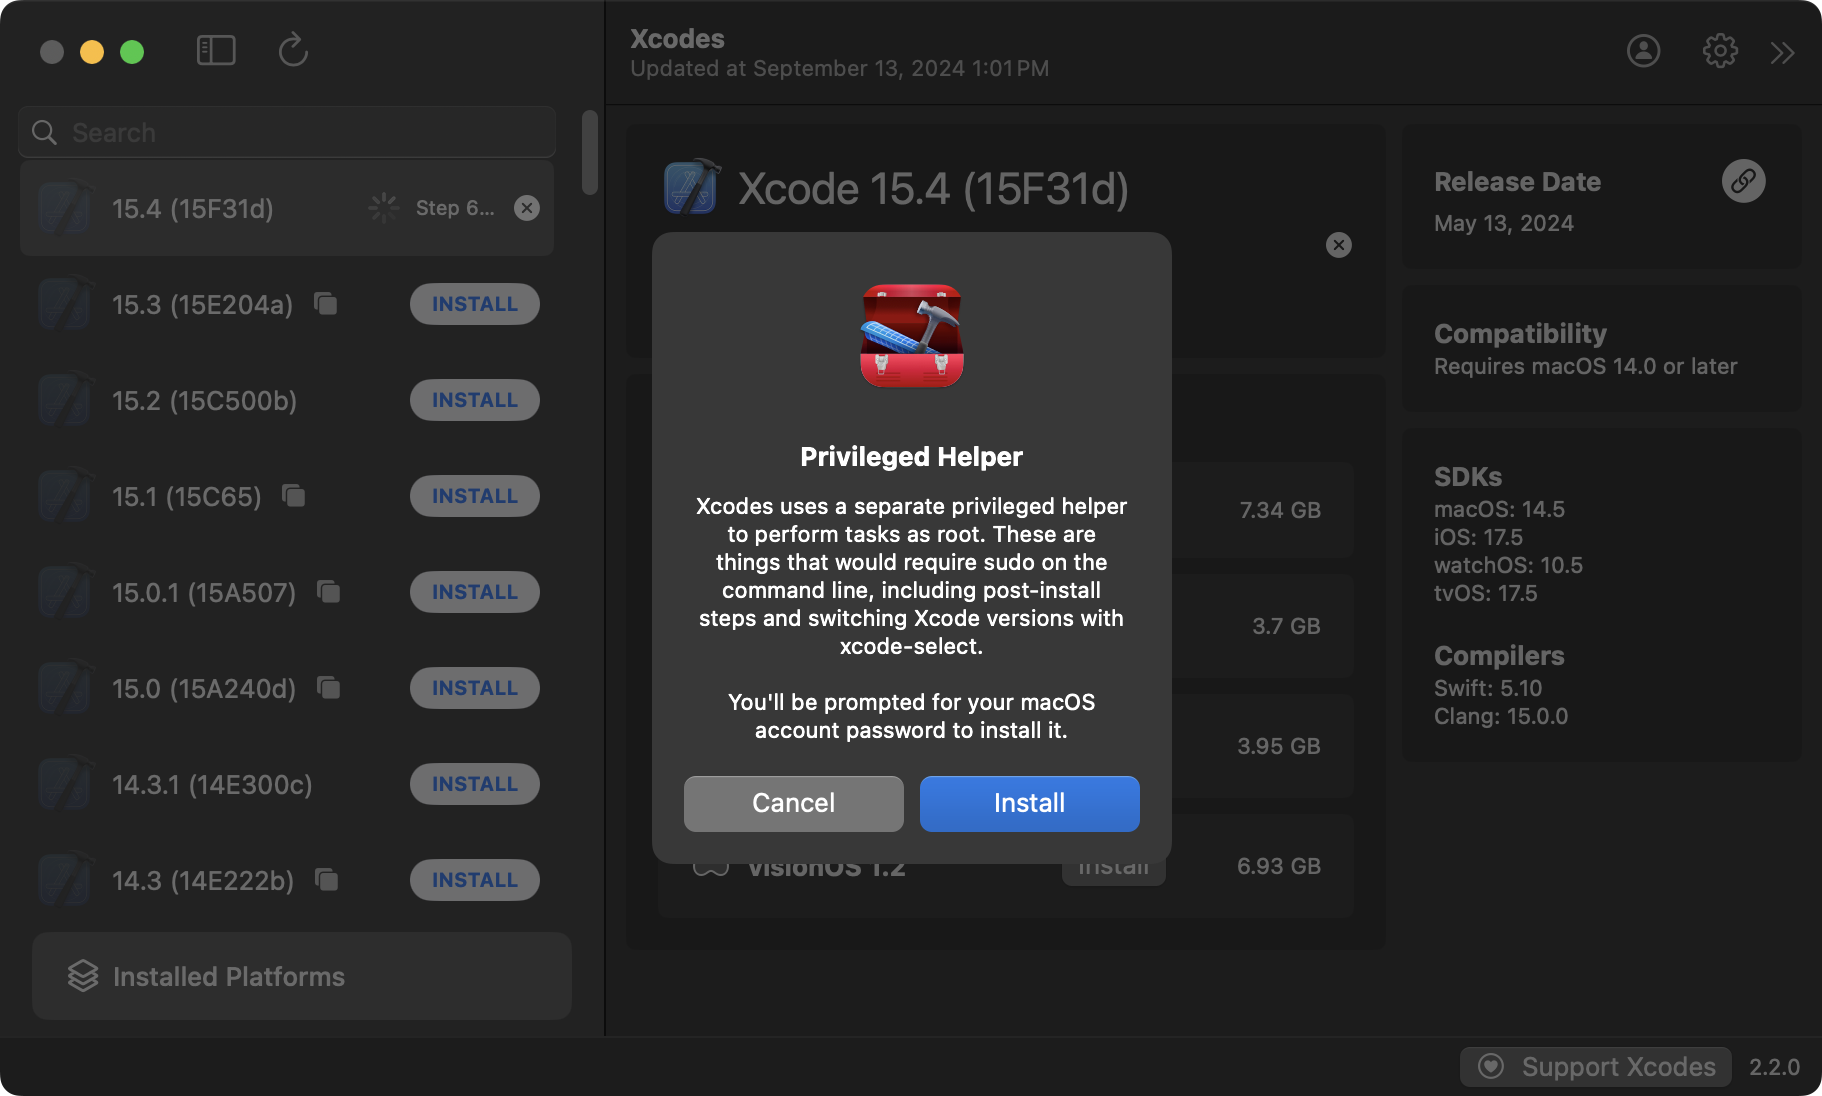 Xcodes
Updated at September 13, 2024 1:01 PM
Search
15.4 (15F31d)
Step 6...
15.3 (15E204a)
INSTALL
15.2 (15C500b)
INSTALL
15.1 (15C65)
INSTALL
15.0.1 (15A507)
INSTALL
15.0 (15A240d)
INSTALL
14.3.1 (14E300c)
INSTALL
14.3 (14E222b)
INSTALL
Installed Platforms
Xcode 15.4 (15F31d)
Privileged Helper
Xcodes uses a separate privileged helper
to perform tasks as root. These are
things that would require sudo on the
command line, including post-install
steps and switching Xcode versions with
xcode-select.
You'll be prompted for your macOS
account password to install it.
Cancel
Install
7.34 GB
3.7 GB
3.95 GB
visionOS 1.2
Install
6.93 GB
Release Date
May 13, 2024
Compatibility
Requires macOS 14.0 or later
SDKs
macOS: 14.5
iOS: 17.5
watchOS: 10.5
tvOS: 17.5
Compilers
Swift: 5.10
Clang: 15.0.0
Support Xcodes
2.2.0